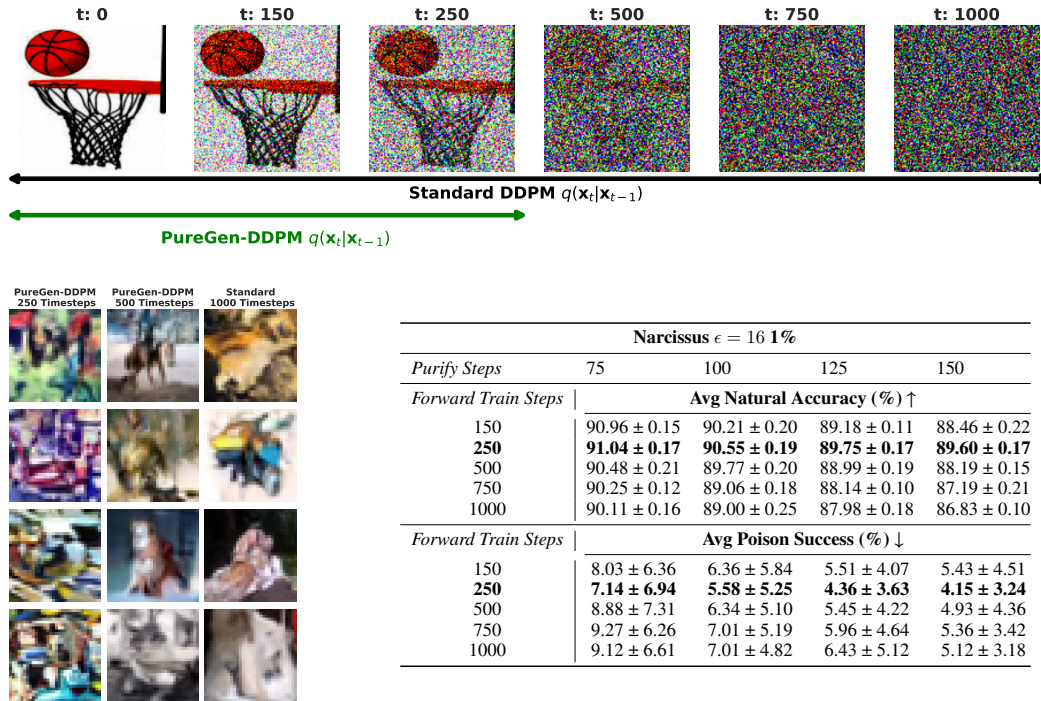 t: 0 t: 150 t: 250 t: 500 t: 750 t: 1000
Standard DDPM q(x_t|x_{t−1})
PureGen-DDPM q(x_t|x_{t−1})
PureGen-DDPM PureGen-DDPM Standard
250 Timesteps 500 Timesteps 1000 Timesteps
Narcissus ϵ = 16 1%
Purify Steps 75 100 125 150
Forward Train Steps Avg Natural Accuracy (%) ↑
150 90.96 ± 0.15 90.21 ± 0.20 89.18 ± 0.11 88.46 ± 0.22
250 91.04 ± 0.17 90.55 ± 0.19 89.75 ± 0.17 89.60 ± 0.17
500 90.48 ± 0.21 89.77 ± 0.20 88.99 ± 0.19 88.19 ± 0.15
750 90.25 ± 0.12 89.06 ± 0.18 88.14 ± 0.10 87.19 ± 0.21
1000 90.11 ± 0.16 89.00 ± 0.25 87.98 ± 0.18 86.83 ± 0.10
Forward Train Steps Avg Poison Success (%) ↓
150 8.03 ± 6.36 6.36 ± 5.84 5.51 ± 4.07 5.43 ± 4.51
250 7.14 ± 6.94 5.58 ± 5.25 4.36 ± 3.63 4.15 ± 3.24
500 8.88 ± 7.31 6.34 ± 5.10 5.45 ± 4.22 4.93 ± 4.36
750 9.27 ± 6.26 7.01 ± 5.19 5.96 ± 4.64 5.36 ± 3.42
1000 9.12 ± 6.61 7.01 ± 4.82 6.43 ± 5.12 5.12 ± 3.18